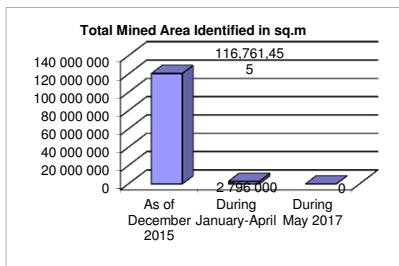 Total Mined Area Identified in sq.m
116,761,45
5
140 000 000
120 000 000
100 000 000
80 000 000
60 000 000
40 000 000
20 000 000
0
2 796 000
0
As of
December
2015
During
January-April
During
May 2017